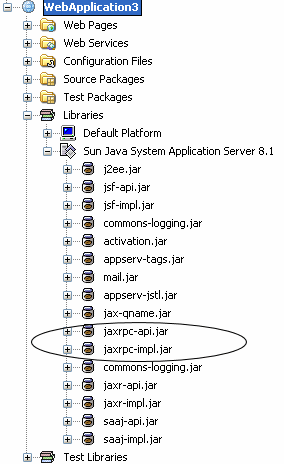 WebApplication3
Web Pages
Web Services
Configuration Files
Source Packages
Test Packages
Libraries
Default Platform
Sun Java System Application Server 8.1
j2ee.jar
jsf-api.jar
jsf-impl.jar
commons-logging.jar
activation.jar
appserv-tags.jar
mail.jar
appserv-jstl.jar
jax-qname.jar
jaxrpc-api.jar
jaxrpc-impl.jar
commons-logging.jar
jaxr-api.jar
jaxr-impl.jar
saaj-api.jar
saaj-impl.jar
Test Libraries